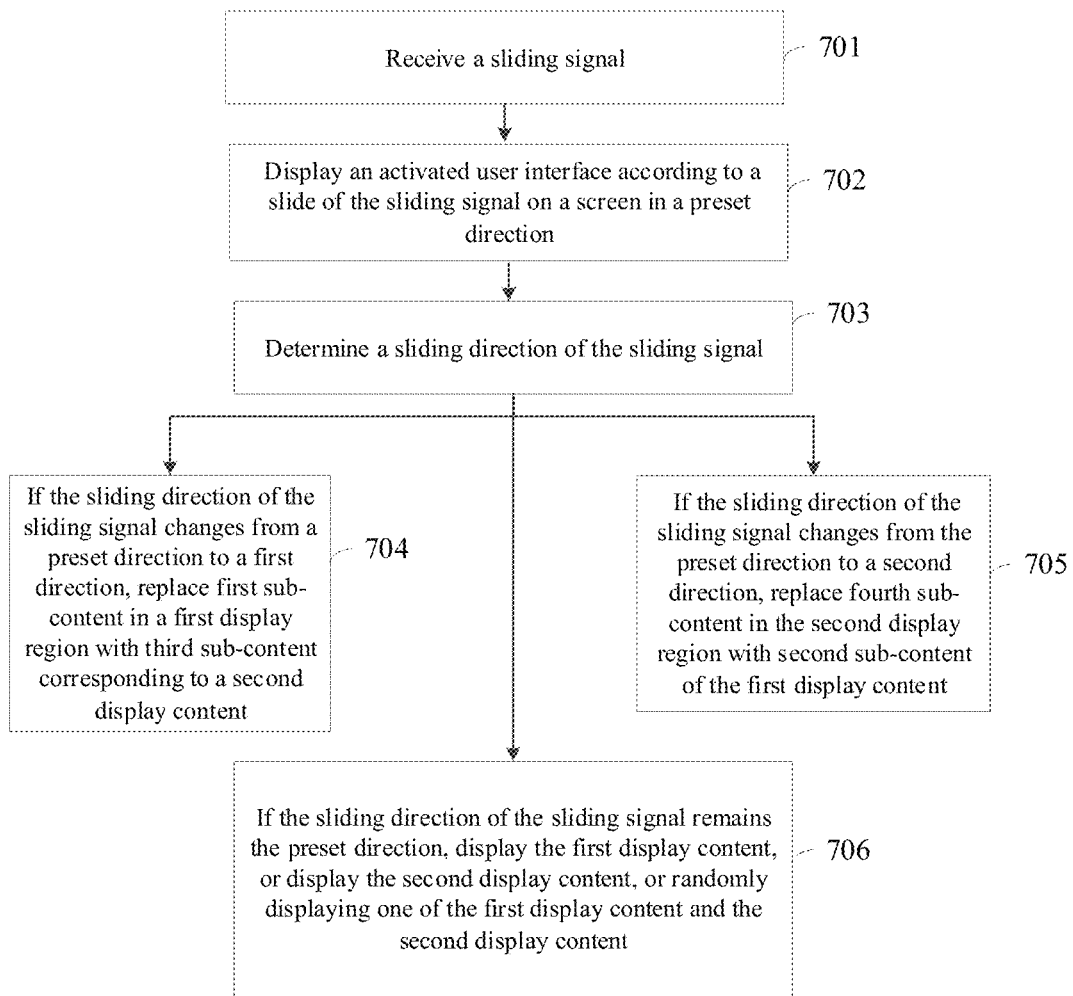 Receive a sliding signal
701
Display an activated user interface according to a
slide of the sliding signal on a screen in a preset
direction
702
Determine a sliding direction of the sliding signal
703
If the sliding direction of the
sliding signal changes from a
preset direction to a first
direction, replace first sub-
content in a first display
region with third sub-content
corresponding to a second
display content
704
If the sliding direction of the
sliding signal changes from the
preset direction to a second
direction, replace fourth sub-
content in the second display
region with second sub-content
of the first display content
705
If the sliding direction of the sliding signal remains
the preset direction, display the first display content,
or display the second display content, or randomly
displaying one of the first display content and the
second display content
706